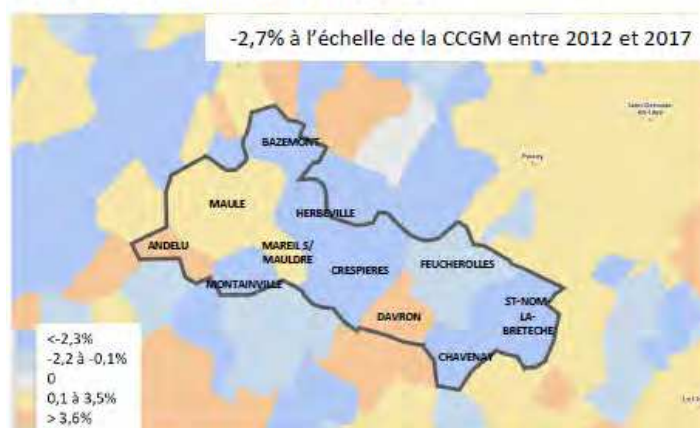 -2,7% à l'échelle de la CCGM entre 2012 et 2017
Poissy
BAZEMONT
MAULE
HERBEVILLE
ANDELU
MAREIL S/
MAULDRE
FEUCHEROLLES
CRESPIERES
MONTAINVILLE
ST-NOM-
LA-
BRETECHE
DAVRON
CHAVENAY
<-2,3%
-2,2 à -0,1%
0
0,1 à 3,5%
> 3,6%